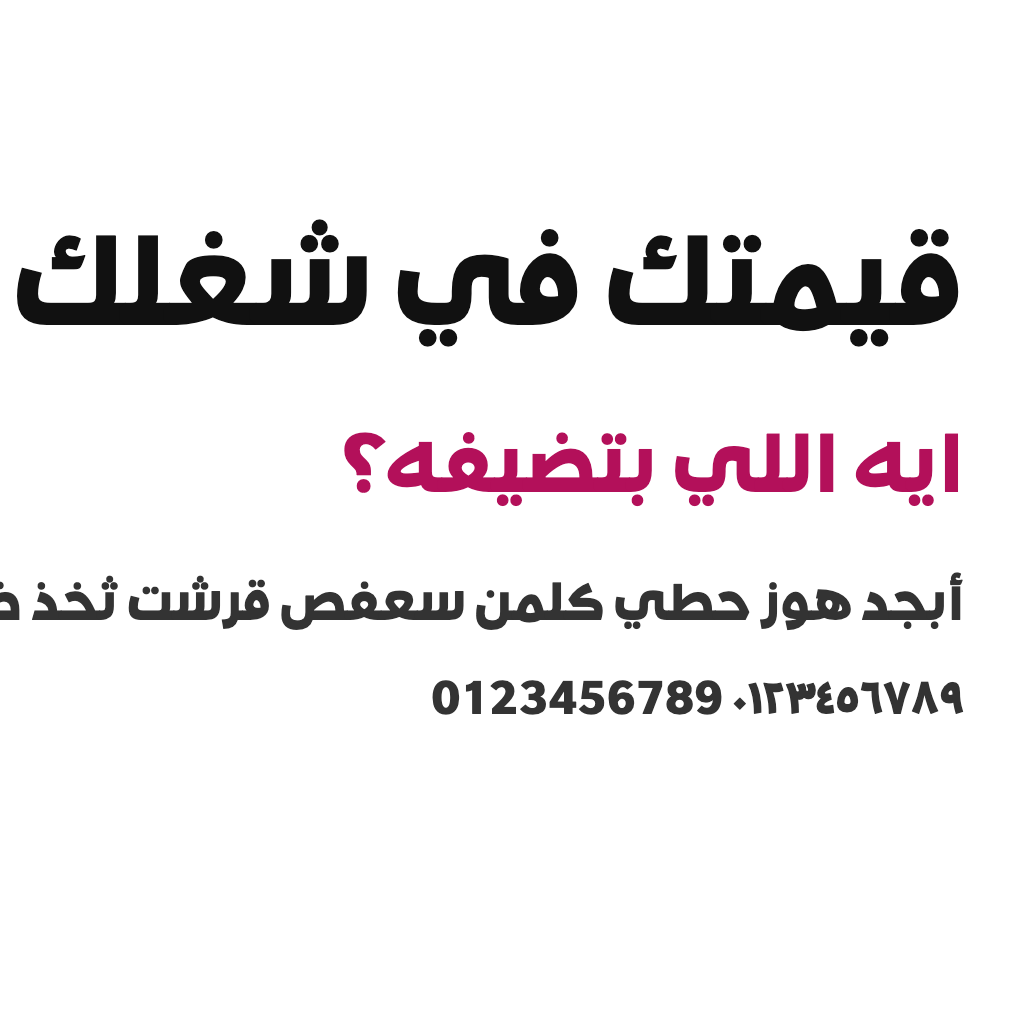 قيمتك في شغلك
ايه اللي بتضيفه؟
أبجد هوز حطي كلمن سعفص قرشت ثخذ
٠١٢٣٤٥٦٧٨٩ 0123456789